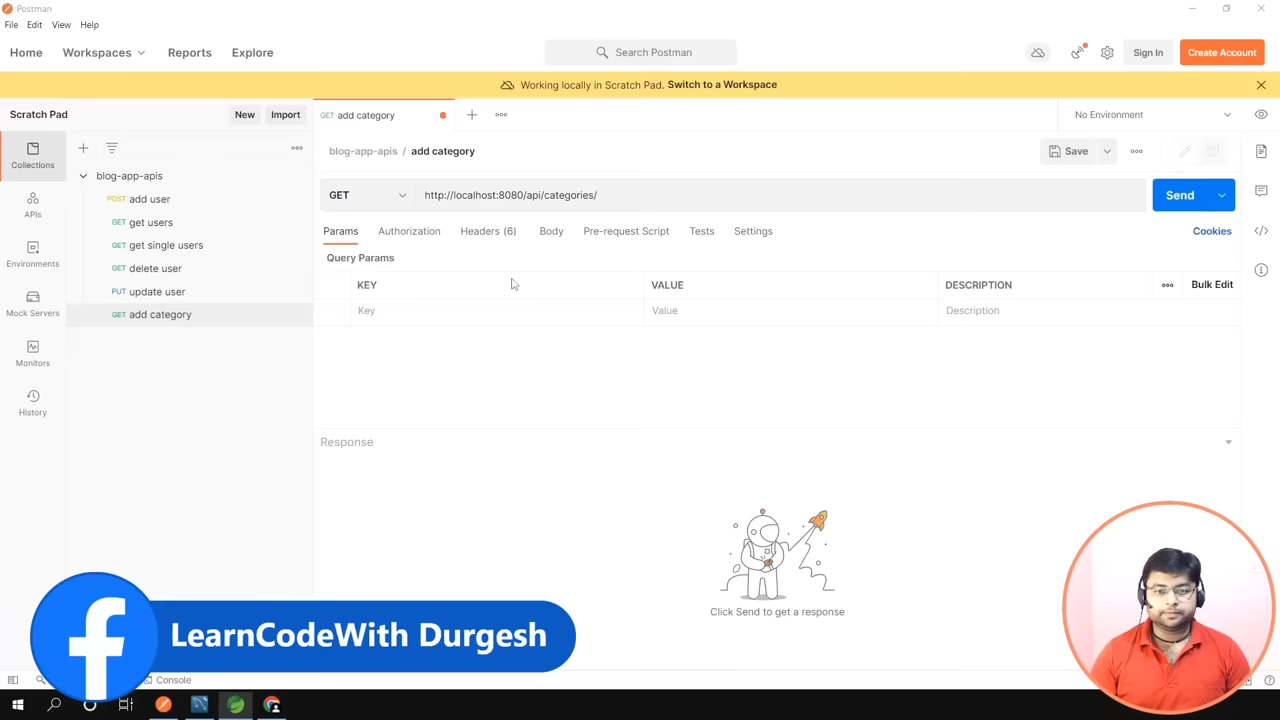 Postman
File Edit View Help
Home Workspaces Reports Explore Search Postman Sign In Create Account
Working locally in Scratch Pad. Switch to a Workspace
Scratch Pad New Import GET add category No Environment
blog-app-apis / add category Save
Collections
blog-app-apis
GET http://localhost:8080/api/categories/ Send
POST add user
APIs
GET get users
Params Authorization Headers (6) Body Pre-request Script Tests Settings Cookies
GET get single users
Environments
Query Params
GET delete user
KEY VALUE DESCRIPTION Bulk Edit
PUT update user
Mock Servers
Key Value Description
GET add category
Monitors
History
Response
Click Send to get a response
f LearnCodeWith Durgesh
Console